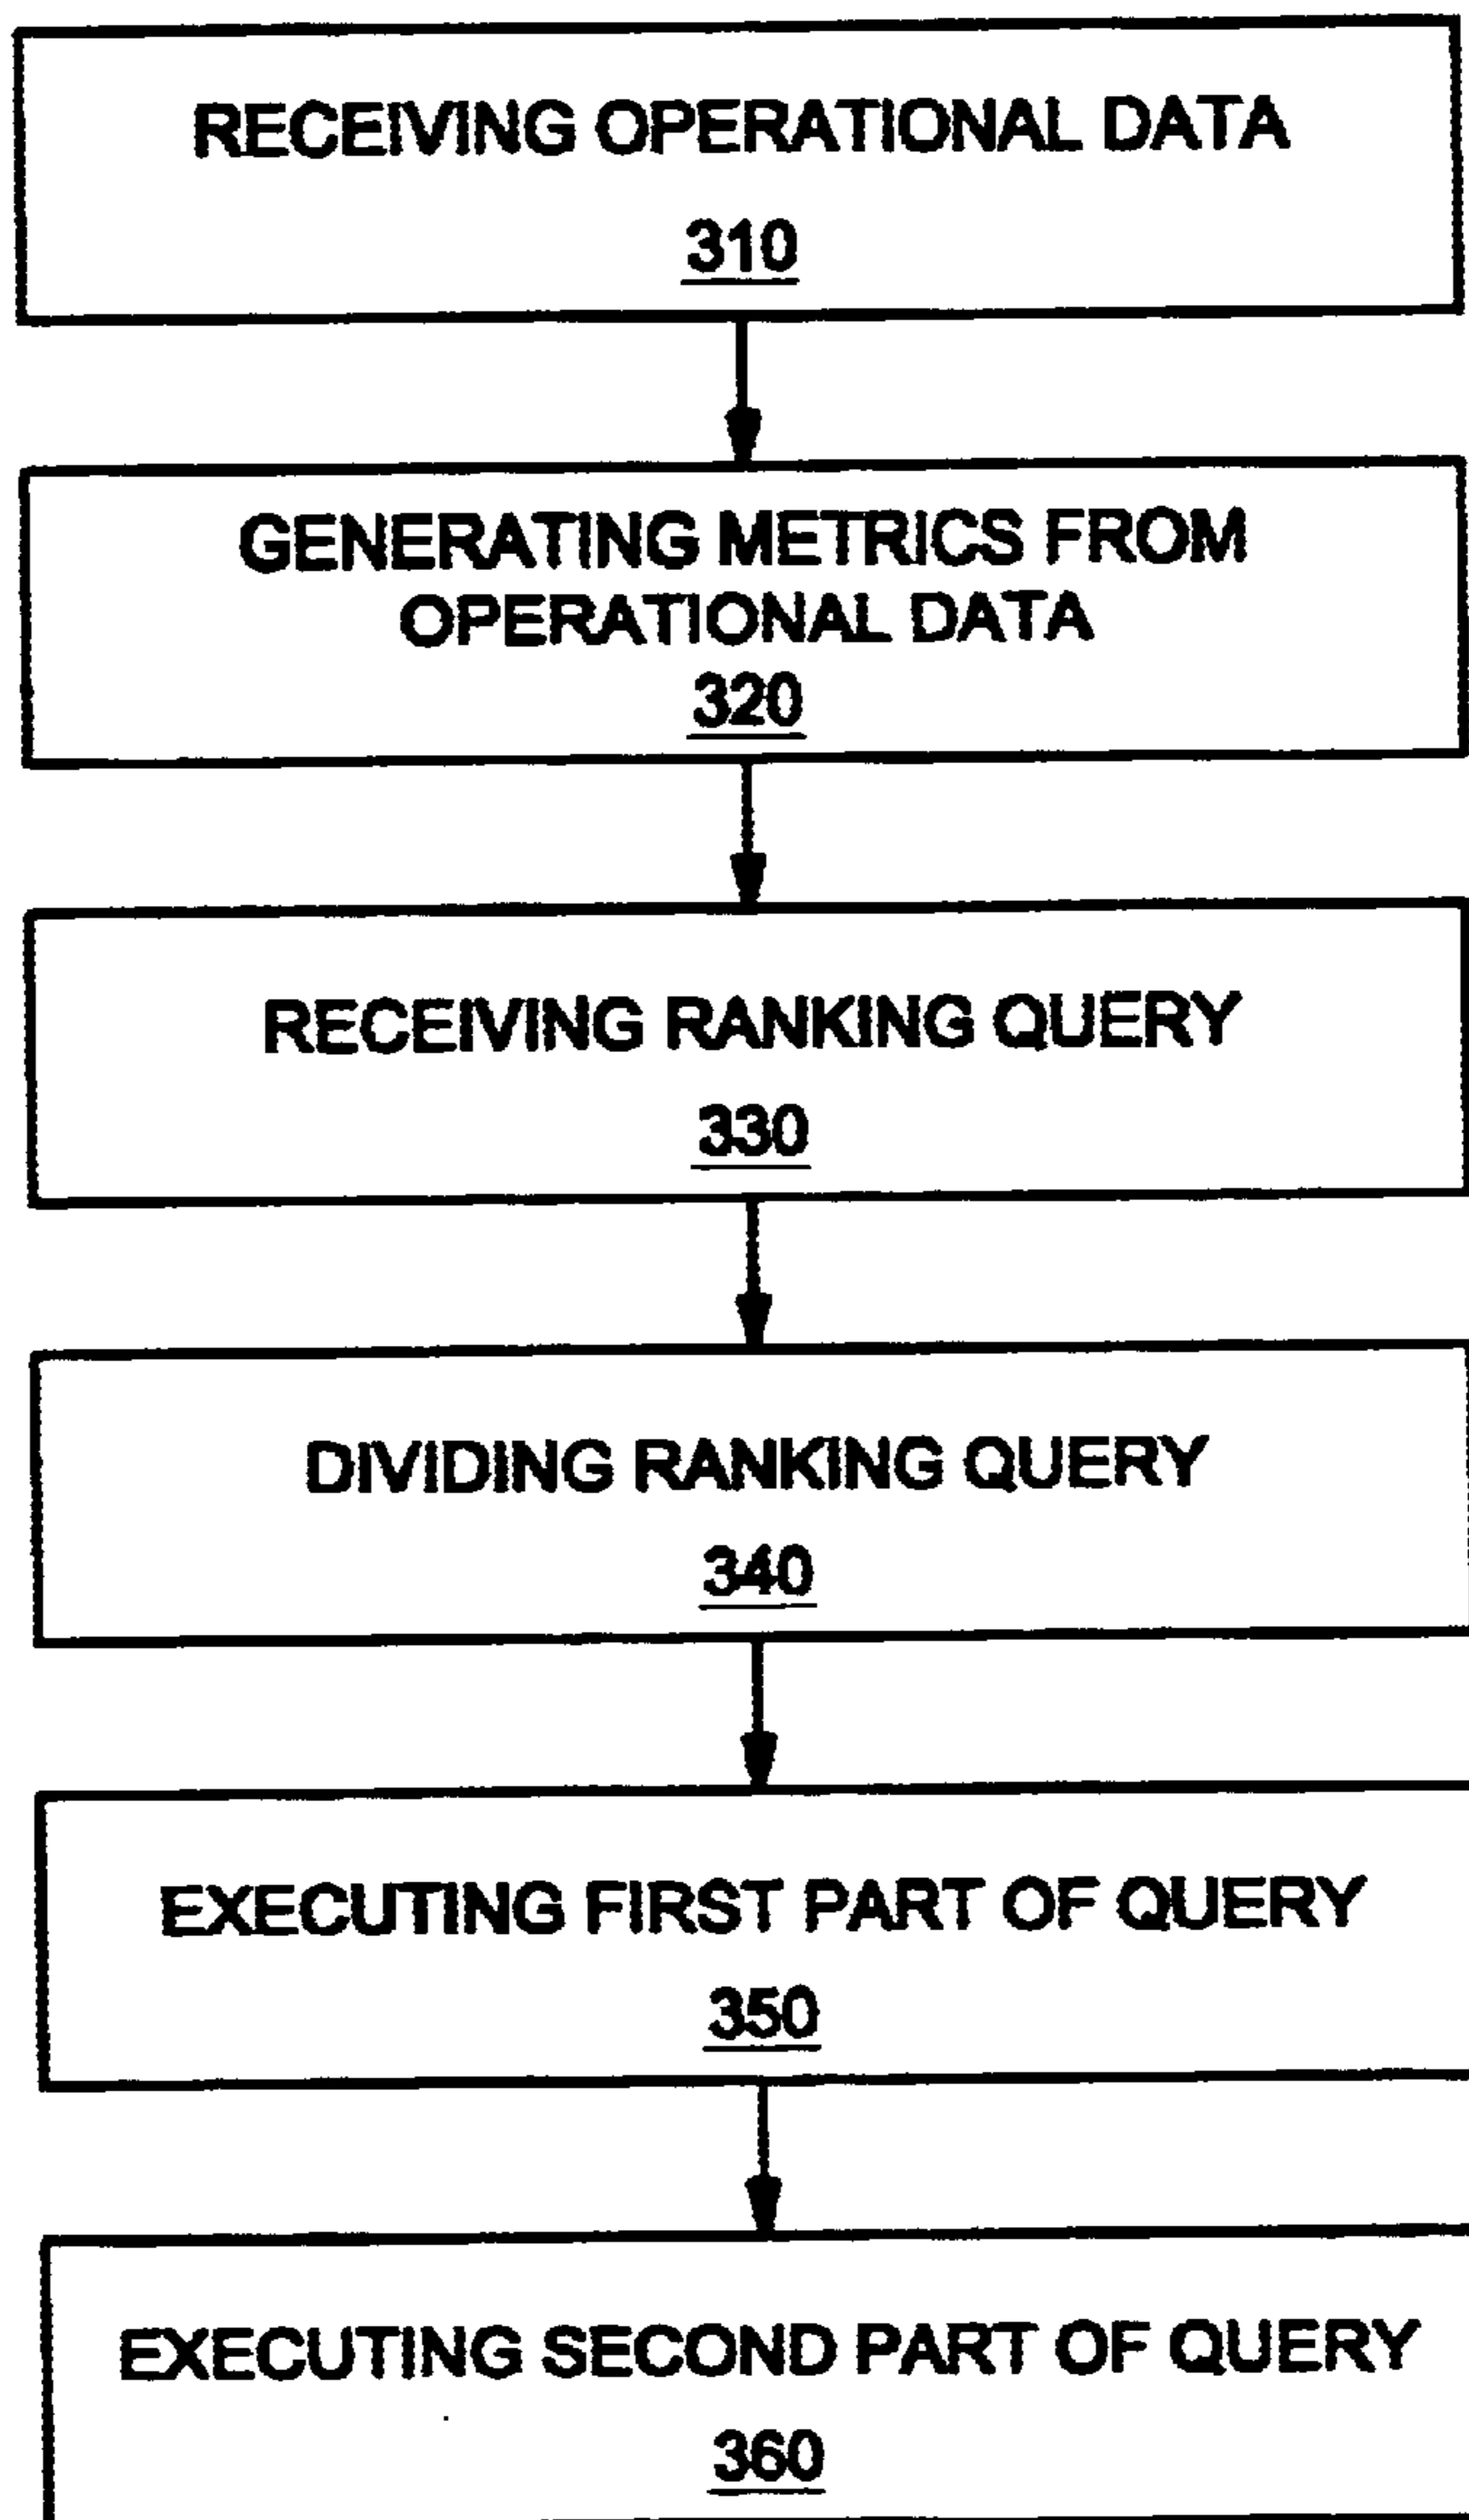 RECEIVING OPERATIONAL DATA
310
GENERATING METRICS FROM
OPERATIONAL DATA
320
RECEIVING RANKING QUERY
330
DIVIDING RANKING QUERY
340
EXECUTING FIRST PART OF QUERY
350
EXECUTING SECOND PART OF QUERY
360